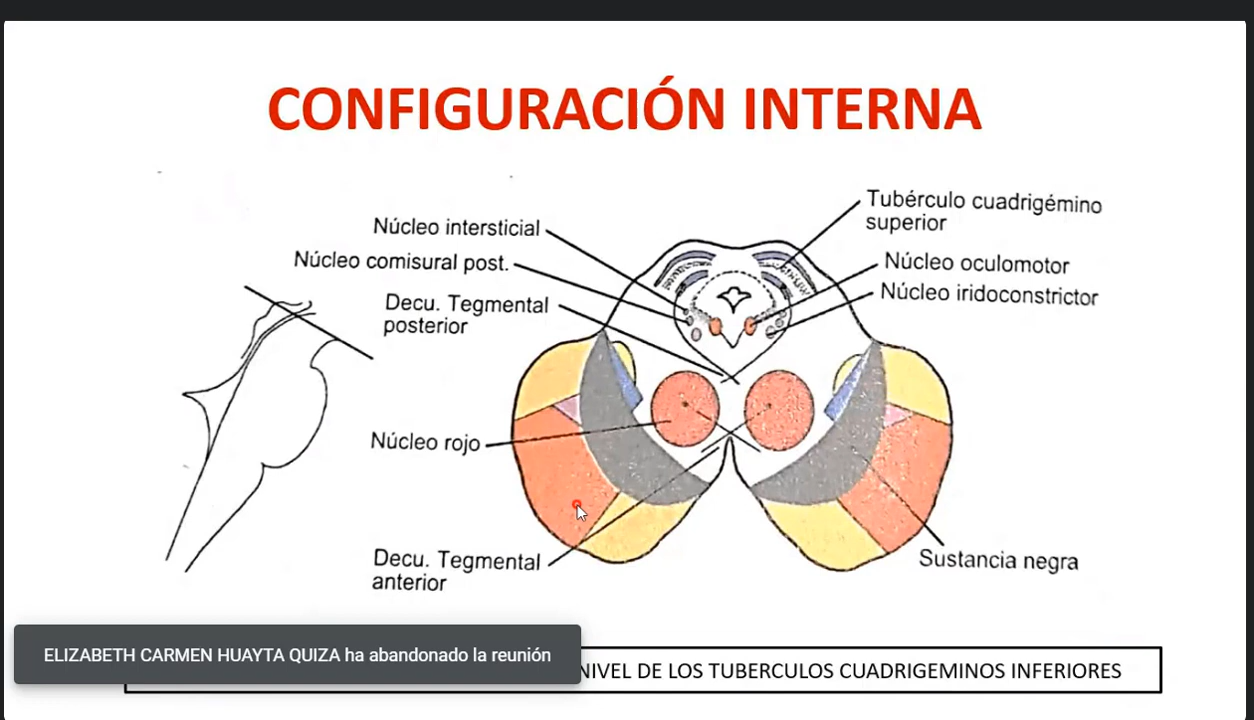 CONFIGURACIÓN INTERNA
Núcleo intersticial
Núcleo comisural post.
Decu. Tegmental
posterior
Núcleo rojo
Decu. Tegmental
anterior
Tubérculo cuadrigémino
superior
Núcleo oculomotor
Núcleo iridoconstrictor
Sustancia negra
ELIZABETH CARMEN HUAYTA QUIZA ha abandonado la reunión
NIVEL DE LOS TUBERCULOS CUADRIGEMINOS INFERIORES